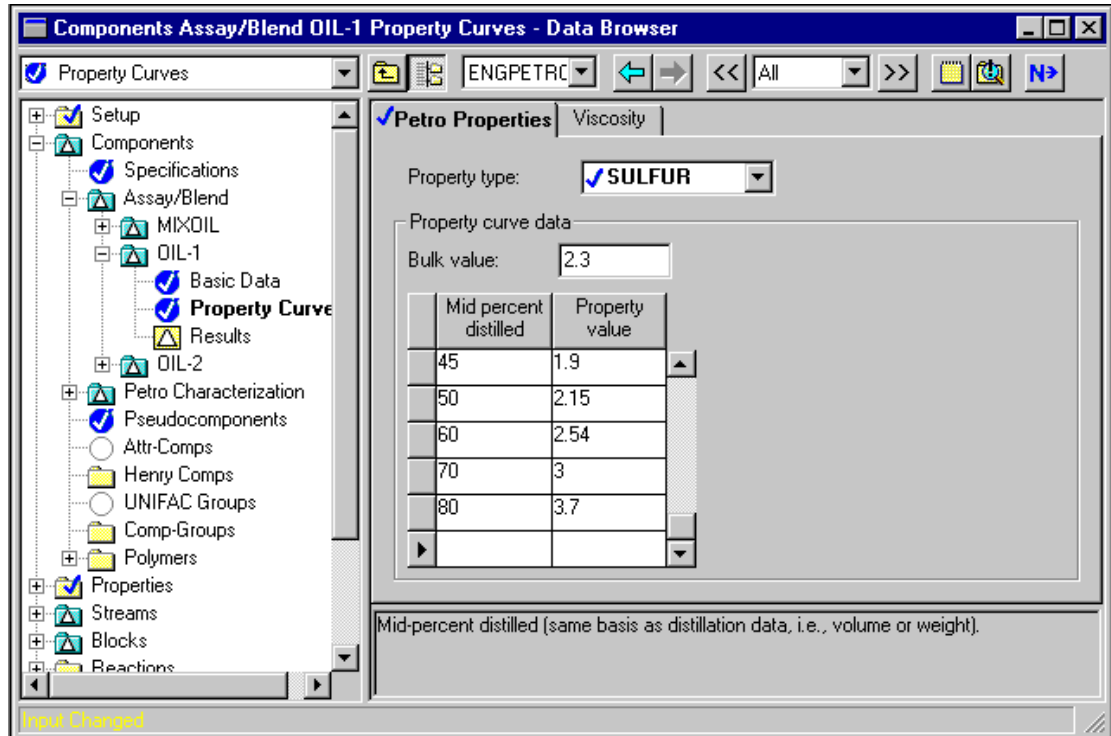 Components Assay/Blend OIL-1 Property Curves - Data Browser
Property Curves
ENGPETRC
<<
All
>>
N>
Setup
Components
Specifications
Assay/Blend
MIXOIL
OIL-1
Basic Data
Property Curve
Results
OIL-2
Petro Characterization
Pseudocomponents
Attr-Comps
Henry Comps
UNIFAC Groups
Comp-Groups
Polymers
Properties
Streams
Blocks
Reactions
Petro Properties Viscosity
Property type: SULFUR
Property curve data
Bulk value: 2.3
Mid percent distilled Property value
45 1.9
50 2.15
60 2.54
70 3
80 3.7
Mid-percent distilled (same basis as distillation data, i.e., volume or weight).
Input Changed